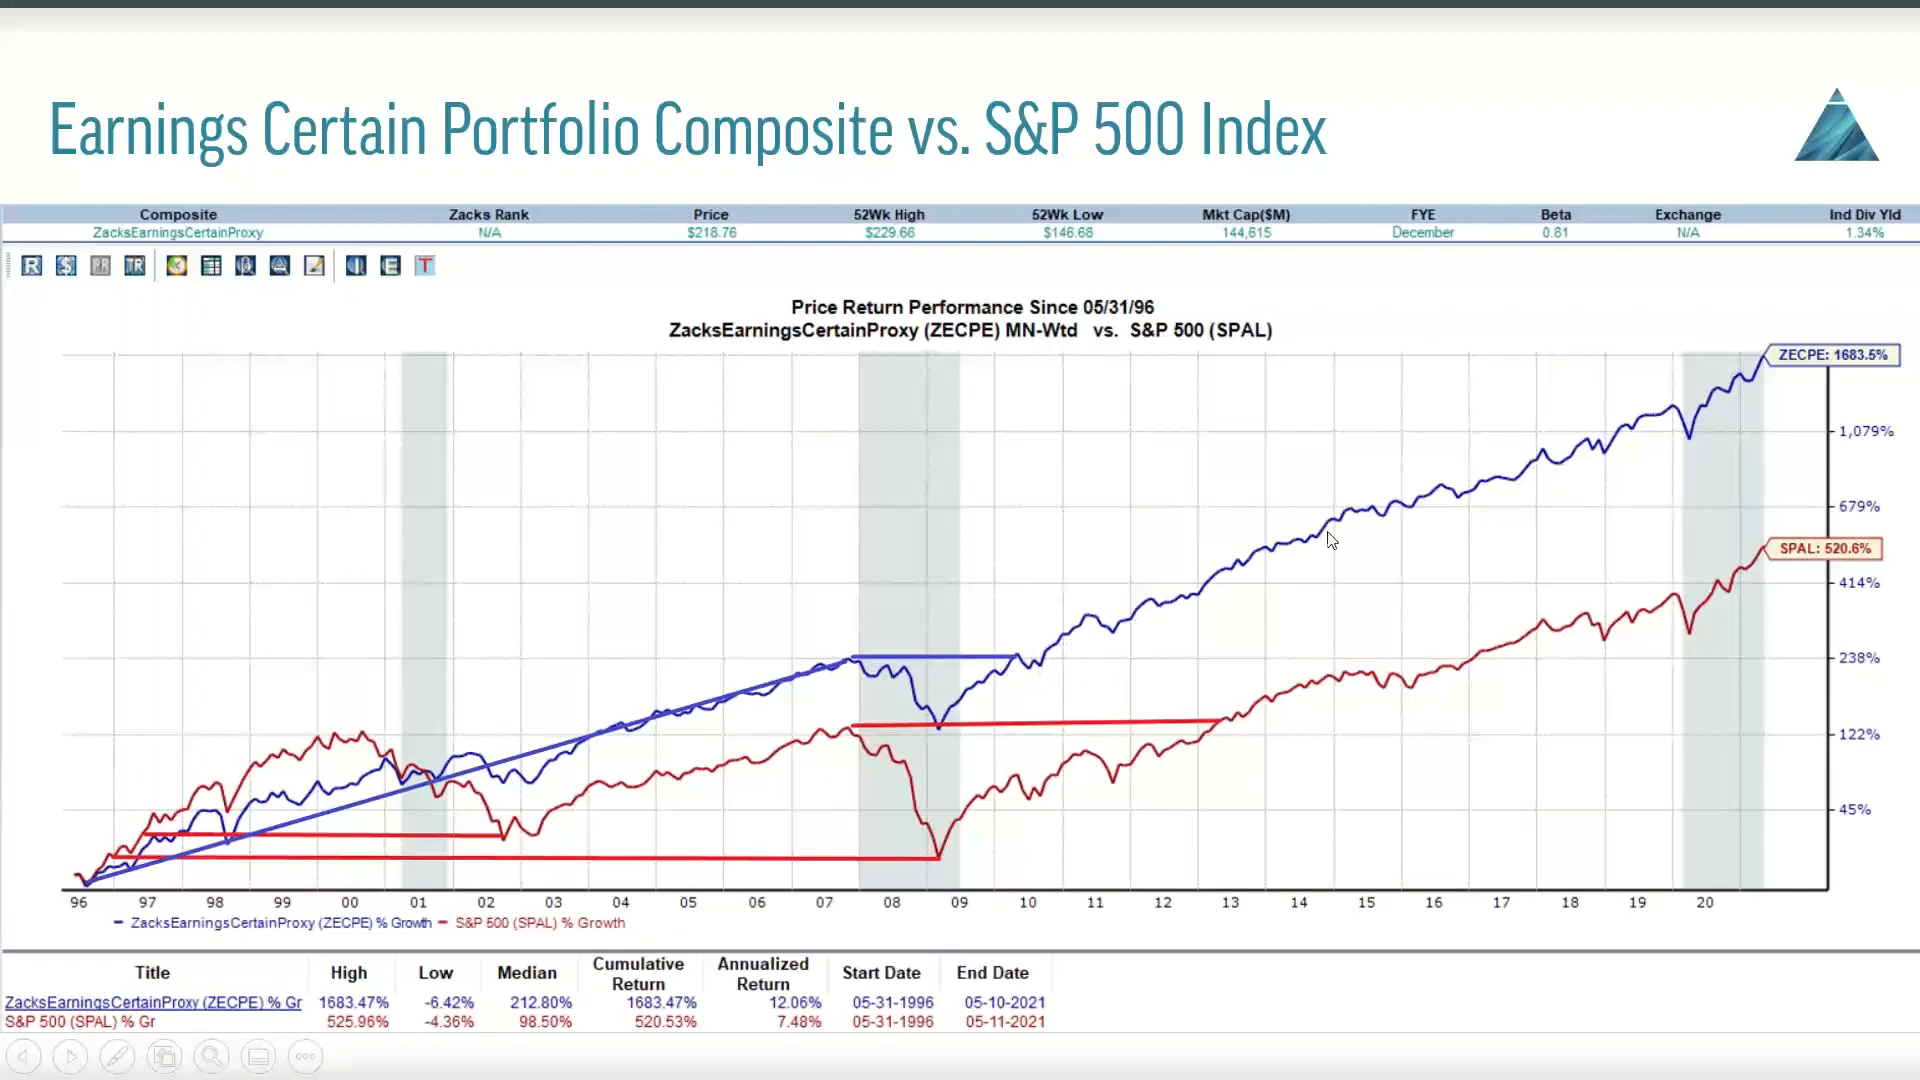 Earnings Certain Portfolio Composite vs. S&P 500 Index
Composite Zacks Rank Price 52Wk High 52Wk Low Mkt Cap($M) FYE Beta Exchange Ind Div Yld
ZacksEarningsCertainProxy N/A $218.76 $229.66 $146.68 144,615 December 0.81 N/A 1.34%
R $ RR TR E T
Price Return Performance Since 05/31/96
ZacksEarningsCertainProxy (ZECPE) MN-Wtd vs. S&P 500 (SPAL)
ZECPE: 1683.5%
1,079%
679%
SPAL: 520.6%
414%
238%
122%
45%
96 97 98 99 00 01 02 03 04 05 06 07 08 09 10 11 12 13 14 15 16 17 18 19 20
ZacksEarningsCertainProxy (ZECPE) % Growth S&P 500 (SPAL) % Growth
Title High Low Median Cumulative Return Annualized Return Start Date End Date
ZacksEarningsCertainProxy (ZECPE) % Gr 1683.47% -6.42% 212.80% 1683.47% 12.06% 05-31-1996 05-10-2021
S&P 500 (SPAL) % Gr 525.96% -4.36% 98.50% 520.53% 7.48% 05-31-1996 05-11-2021